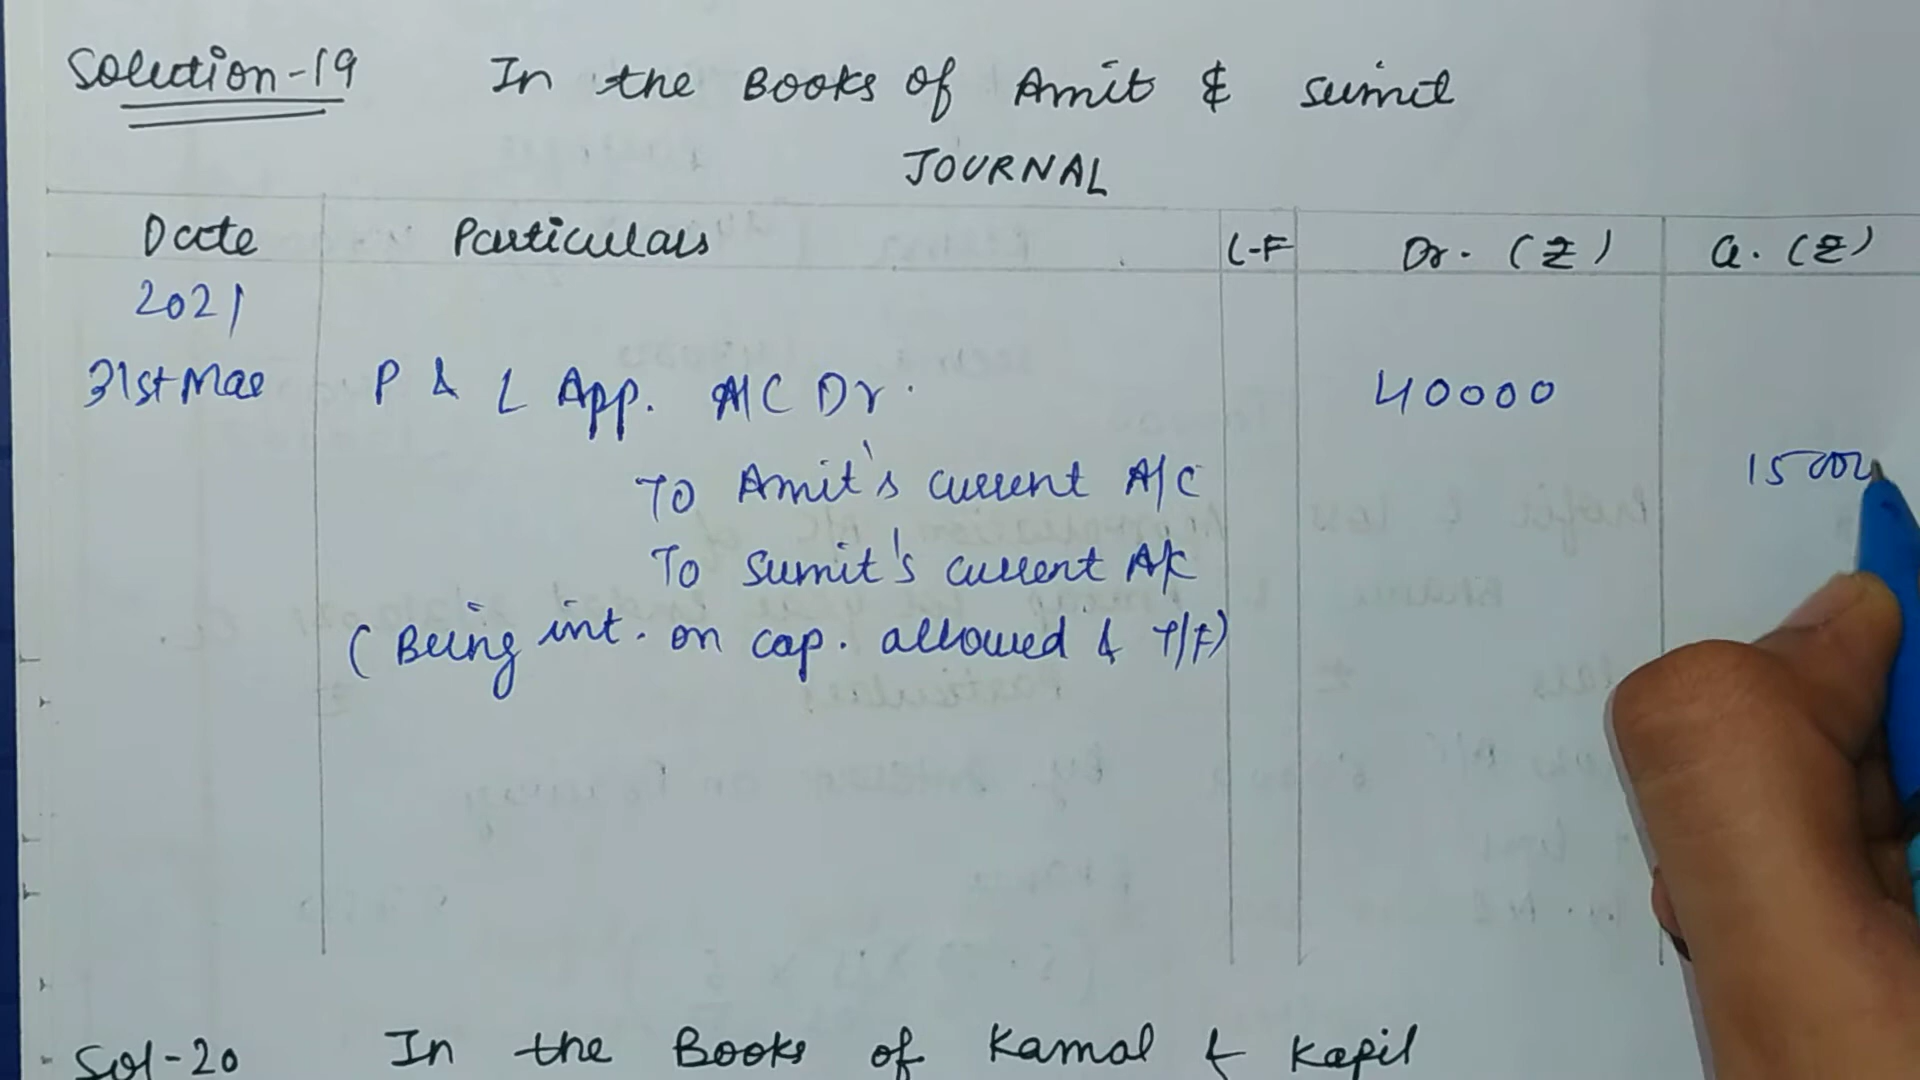 Solution-19 In the Books of Amit & Sumit
JOURNAL
Date Particulars L-F Dr. (₹) Cr. (₹)
2021
31st Mar P & L App. A/C Dr. 40000
To Amit's current A/C 15000
To Sumit's current A/C
(Being int. on cap. allowed & T/F)
Sol-20 In the Books of Kamal & Kapil